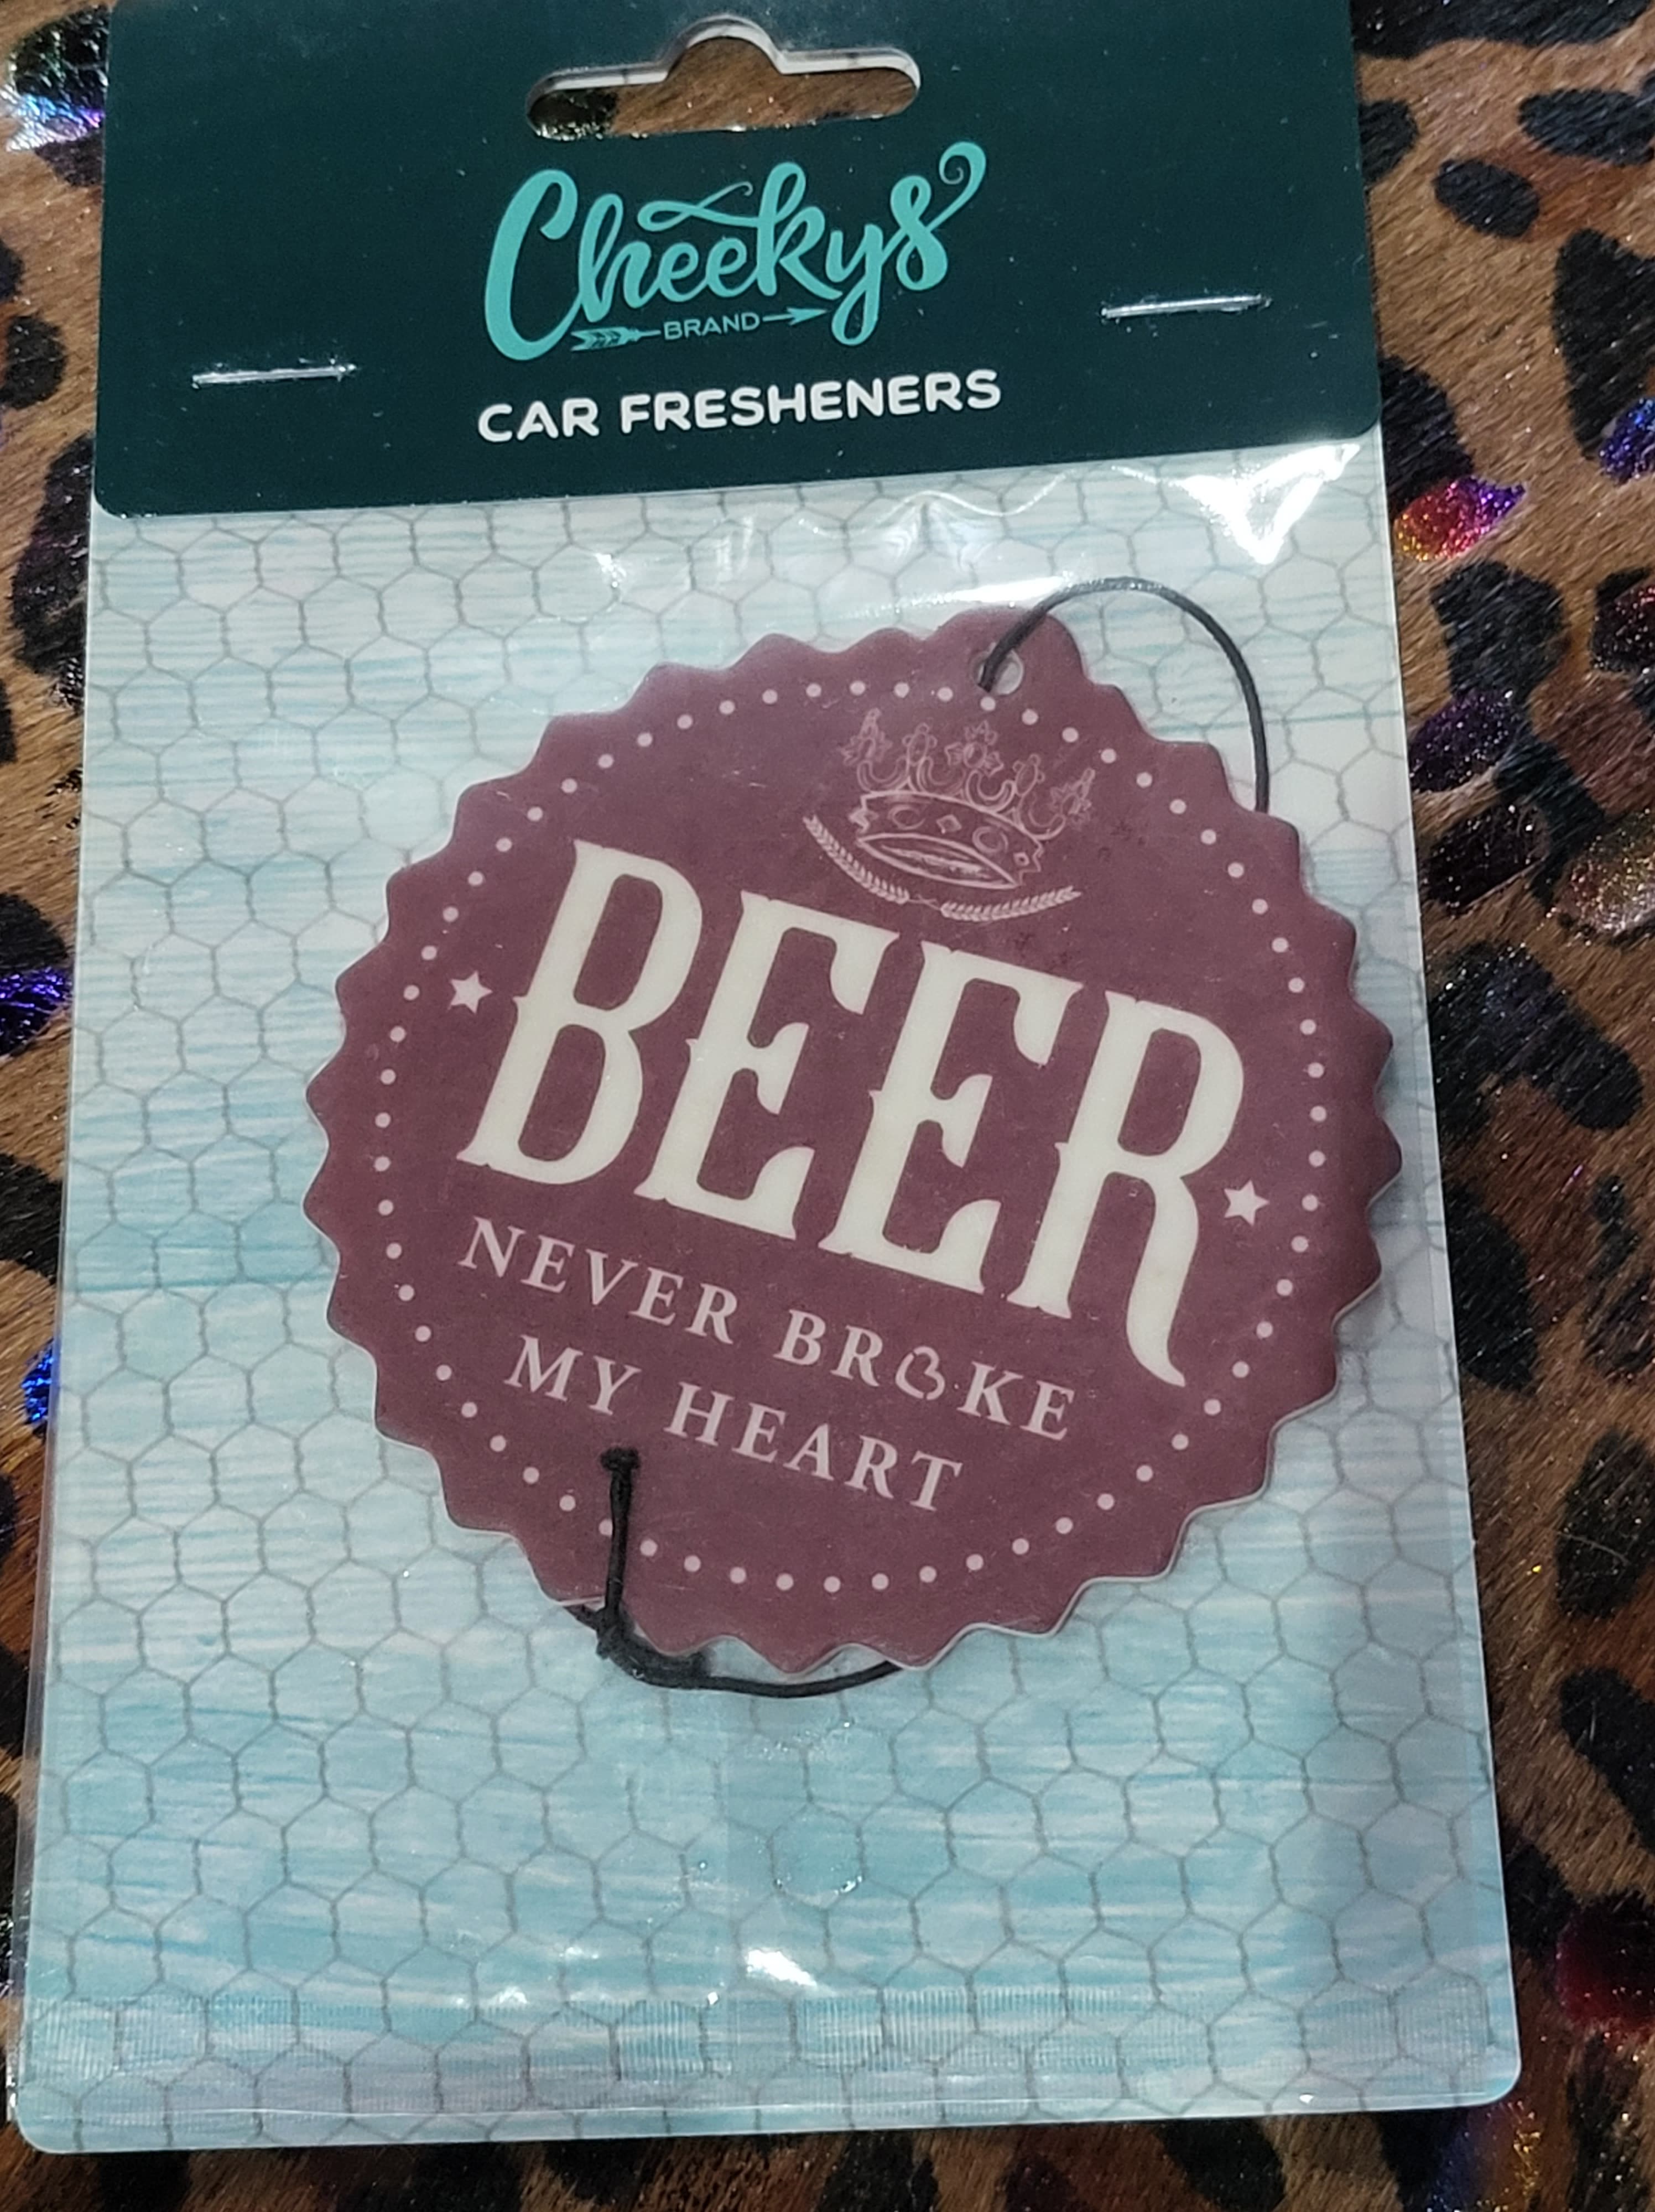 Cheekys
BRAND
CAR FRESHENERS
BEER
NEVER BROKE
MY HEART